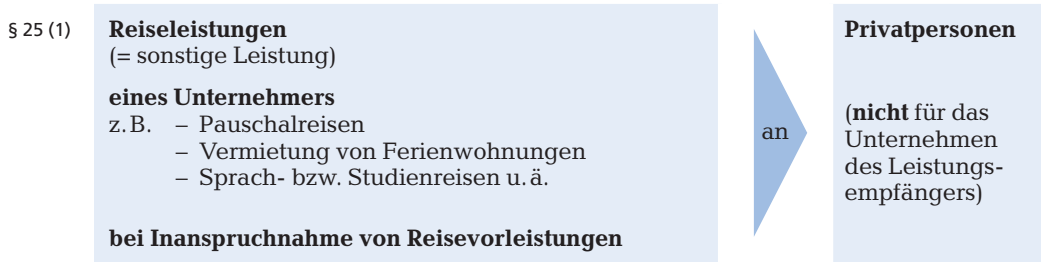 § 25 (1)
Reiseleistungen
(= sonstige Leistung)
eines Unternehmers
z. B. – Pauschalreisen
– Vermietung von Ferienwohnungen
– Sprach- bzw. Studienreisen u. ä.
bei Inanspruchnahme von Reisevorleistungen
an
Privatpersonen
(nicht für das
Unternehmen
des Leistungs-
empfängers)